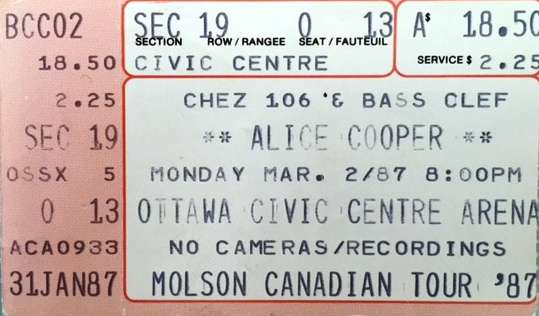 BCC02
18.50
2.25
SEC 19
OSSX 5
O 13
ACA0933
31JAN87
SEC 19 O 13
SECTION ROW/RANGEE SEAT/FAUTEUIL
CIVIC CENTRE
A$ 18.50
SERVICE $ 2.25
CHEZ 106 '& BASS CLEF
** ALICE COOPER **
MONDAY MAR. 2/87 8:00PM
OTTAWA CIVIC CENTRE ARENA
NO CAMERAS/RECORDINGS
MOLSON CANADIAN TOUR '87